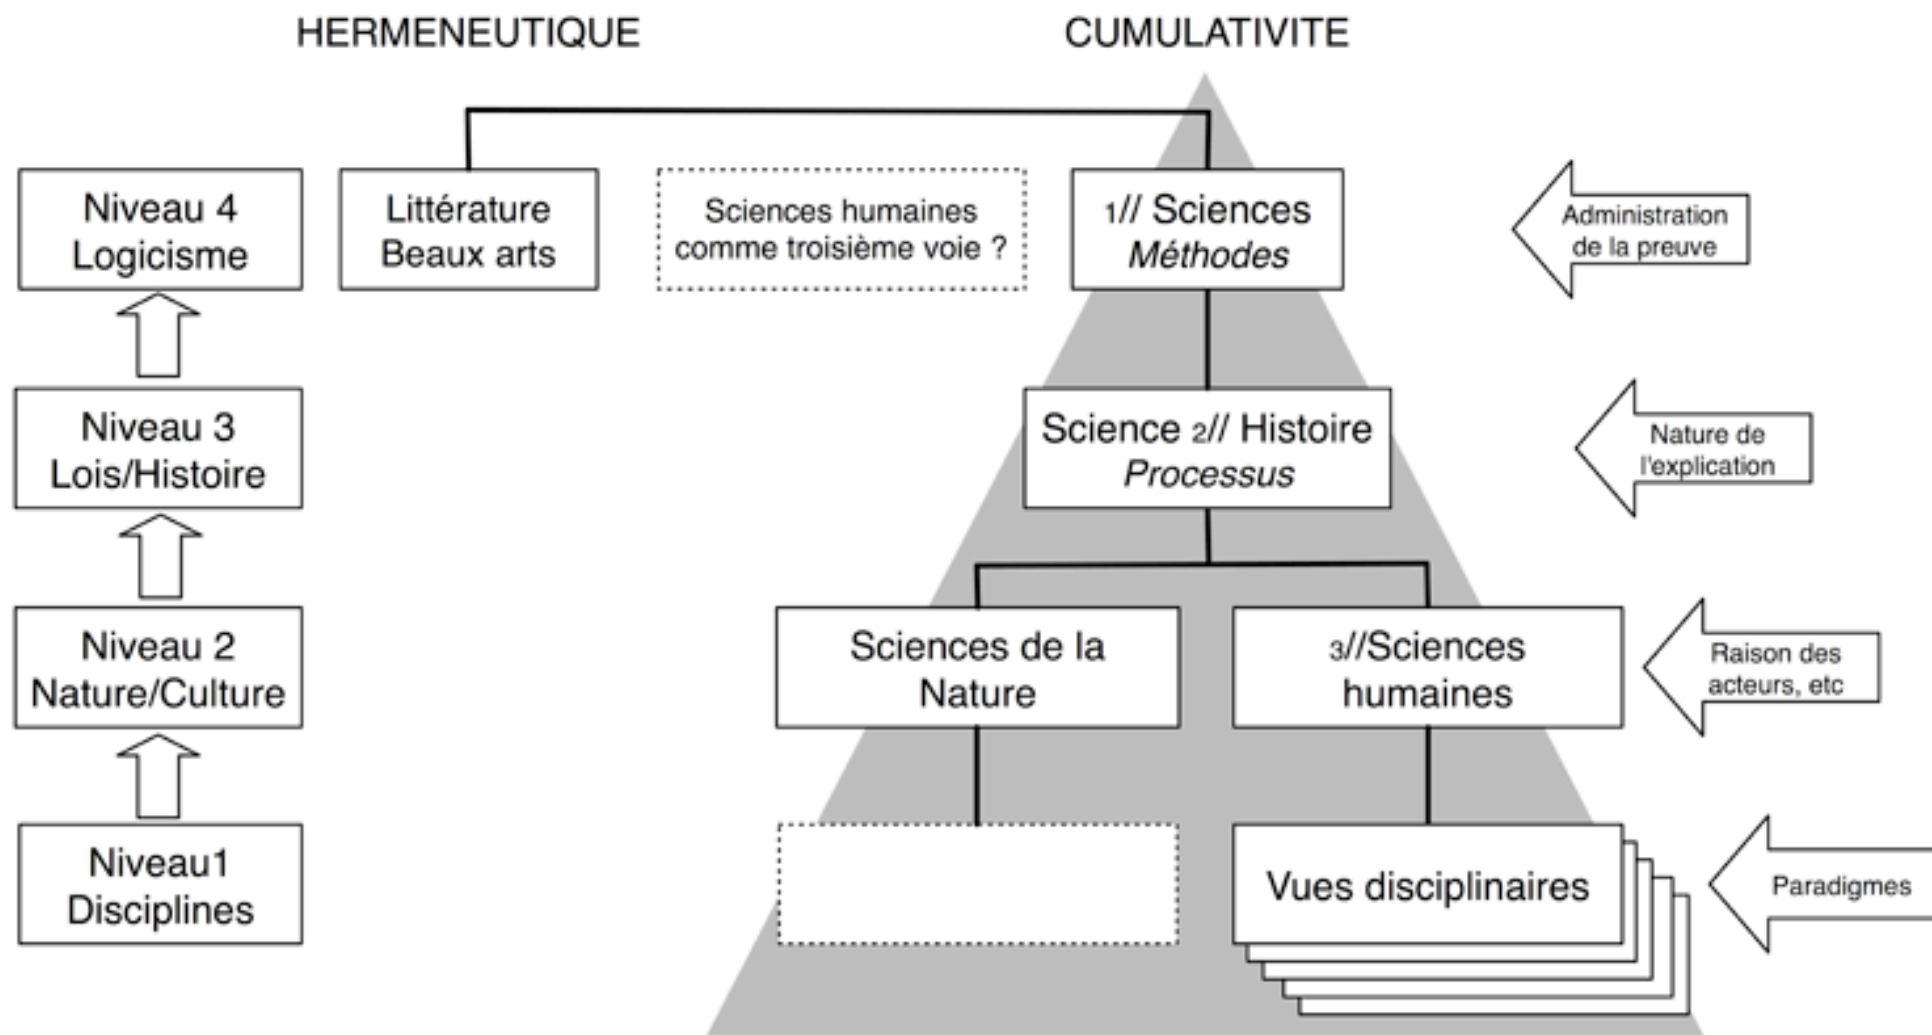 HERMENEUTIQUE
CUMULATIVITE
Niveau 4
Logicisme
Littérature
Beaux arts
Sciences humaines
comme troisième voie ?
1// Sciences
Méthodes
Administration
de la preuve
Niveau 3
Lois/Histoire
Science 2// Histoire
Processus
Nature de
l'explication
Niveau 2
Nature/Culture
Sciences de la
Nature
3//Sciences
humaines
Raison des
acteurs, etc
Niveau1
Disciplines
Vues disciplinaires
Paradigmes